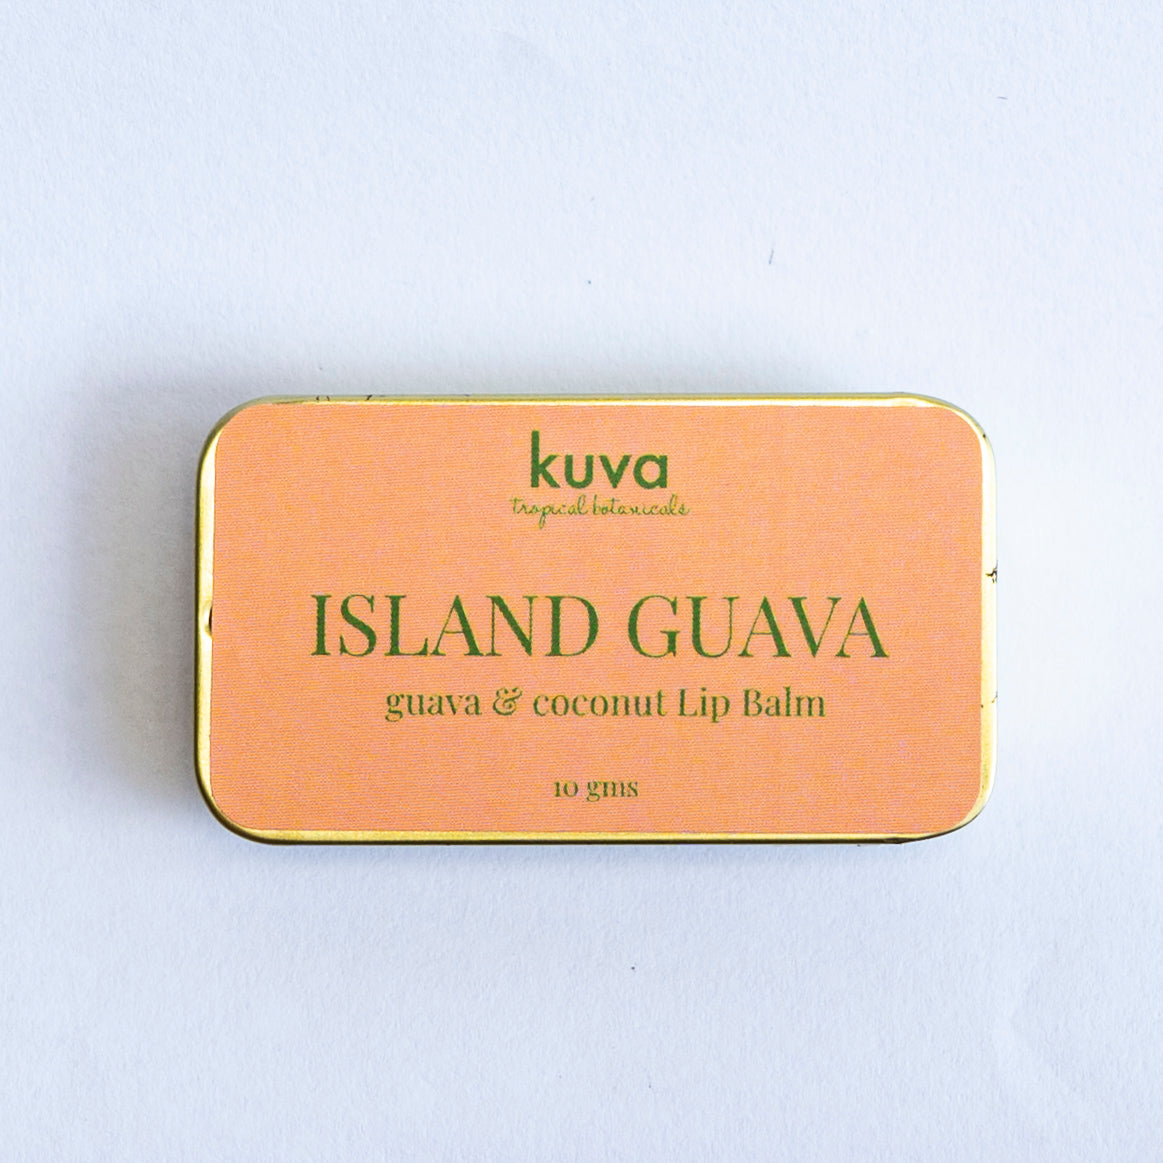 kuva
tropical botanicals
ISLAND GUAVA
guava & coconut Lip Balm
10 gms